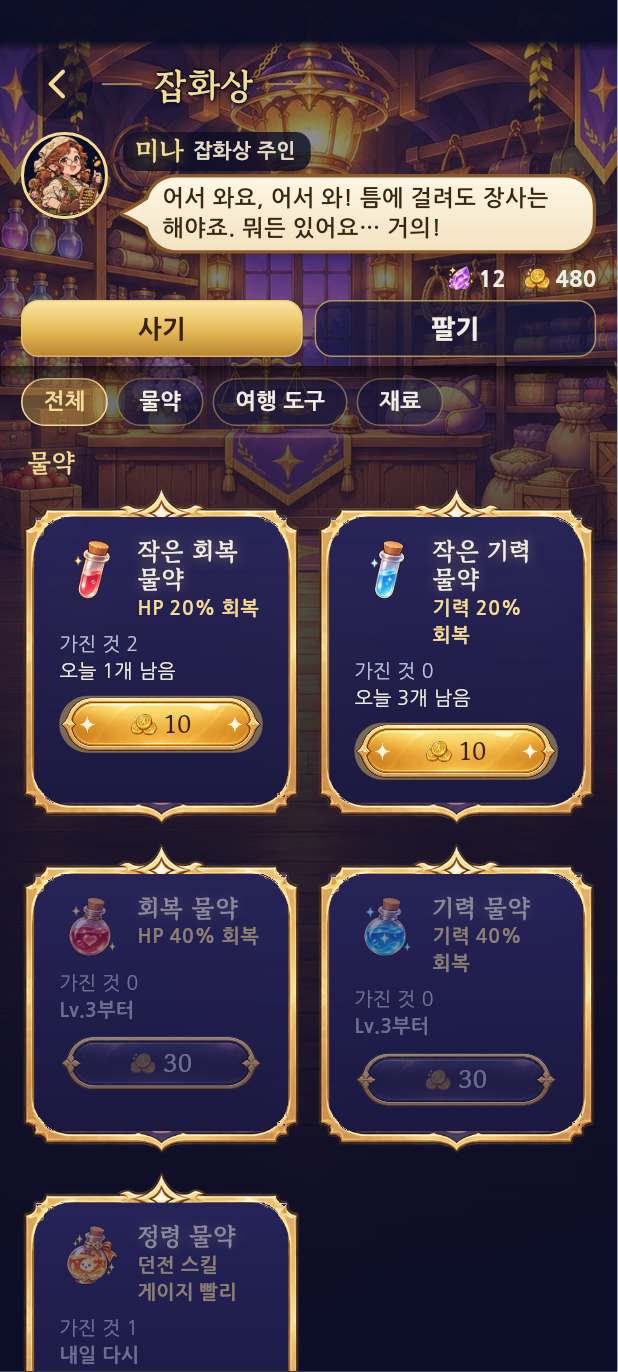 잡화상
미나 잡화상 주인
어서 와요, 어서 와! 틈에 걸려도 장사는
해야죠. 뭐든 있어요… 거의!
12 480
사기 팔기
전체 물약 여행 도구 재료
물약
작은 회복
물약
HP 20% 회복
가진 것 2
오늘 1개 남음
10
작은 기력
물약
기력 20%
회복
가진 것 0
오늘 3개 남음
10
회복 물약
HP 40% 회복
가진 것 0
Lv.3부터
30
기력 물약
기력 40%
회복
가진 것 0
Lv.3부터
30
정령 물약
던전 스킬
게이지 빨리
가진 것 1
내일 다시